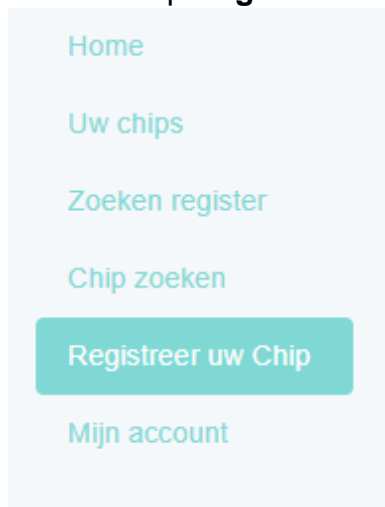 Home
Uw chips
Zoeken register
Chip zoeken
Registreer uw Chip
Mijn account